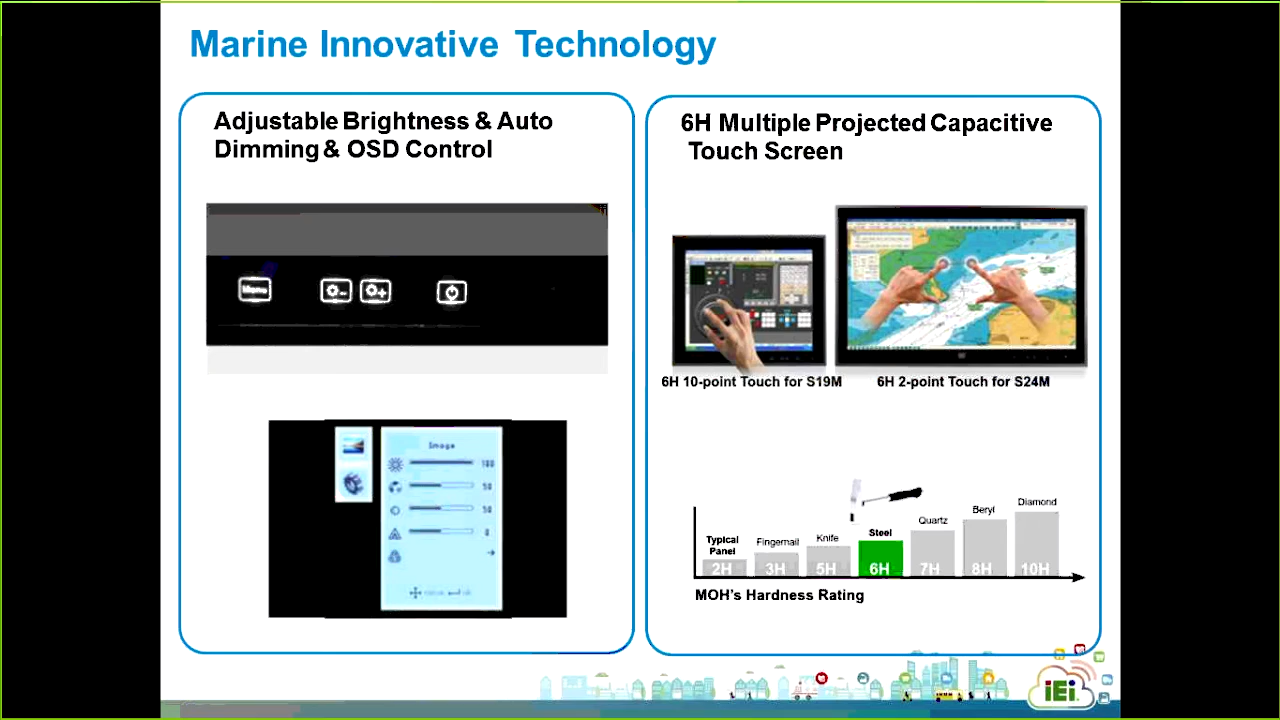 Marine Innovative Technology
Adjustable Brightness & Auto
Dimming & OSD Control
Menu
Image
100
50
50
0
6H Multiple Projected Capacitive
Touch Screen
6H 10-point Touch for S19M
6H 2-point Touch for S24M
Typical
Panel
Fingernail
Knife
Steel
Quartz
Beryl
Diamond
2H
3H
5H
6H
7H
8H
10H
MOH's Hardness Rating
iEi